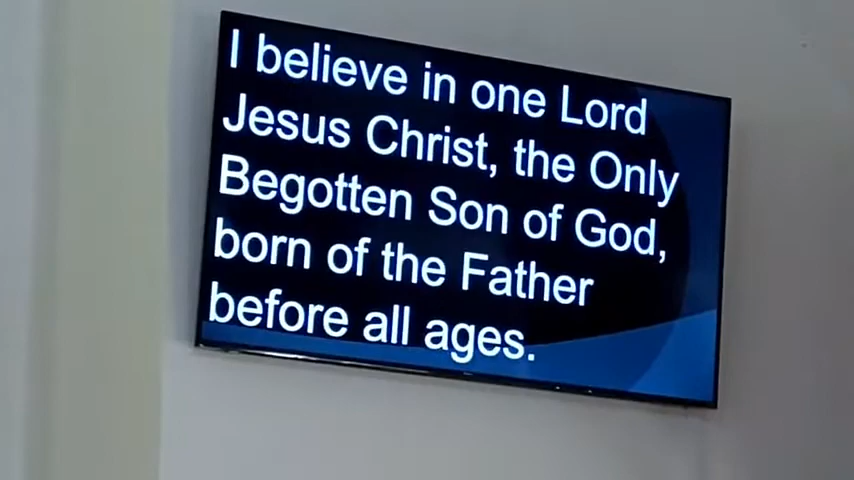 I believe in one Lord
Jesus Christ, the Only
Begotten Son of God,
born of the Father
before all ages.